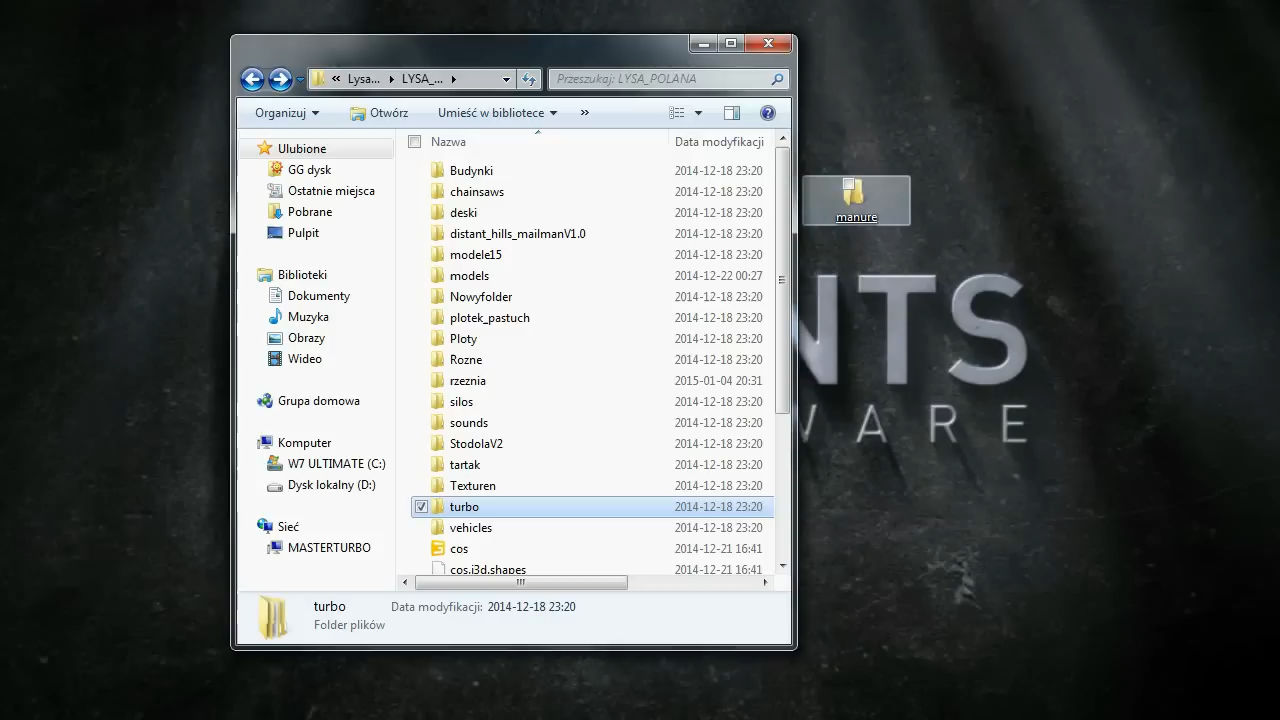 Lysa... LYSA_... Przeszukaj: LYSA_POLANA
Organizuj Otwórz Umieść w bibliotece »
Nazwa Data modyfikacji
Ulubione
GG dysk
Ostatnie miejsca
Pobrane
Pulpit
Biblioteki
Dokumenty
Muzyka
Obrazy
Wideo
Grupa domowa
Komputer
W7 ULTIMATE (C:)
Dysk lokalny (D:)
Sieć
MASTERTURBO
Budynki 2014-12-18 23:20
chainsaws 2014-12-18 23:20
deski 2014-12-18 23:20
distant_hills_mailmanV1.0 2014-12-18 23:20
modele15 2014-12-18 23:20
models 2014-12-22 00:27
Nowyfolder 2014-12-18 23:20
plotek_pastuch 2014-12-18 23:20
Ploty 2014-12-18 23:20
Rozne 2014-12-18 23:20
rzeznia 2015-01-04 20:31
silos 2014-12-18 23:20
sounds 2014-12-18 23:20
StodolaV2 2014-12-18 23:20
tartak 2014-12-18 23:20
Texturen 2014-12-18 23:20
turbo 2014-12-18 23:20
vehicles 2014-12-18 23:20
cos 2014-12-21 16:41
cos.i3d.shapes 2014-12-21 16:41
turbo Data modyfikacji: 2014-12-18 23:20
Folder plików
manure
NTS
WARE